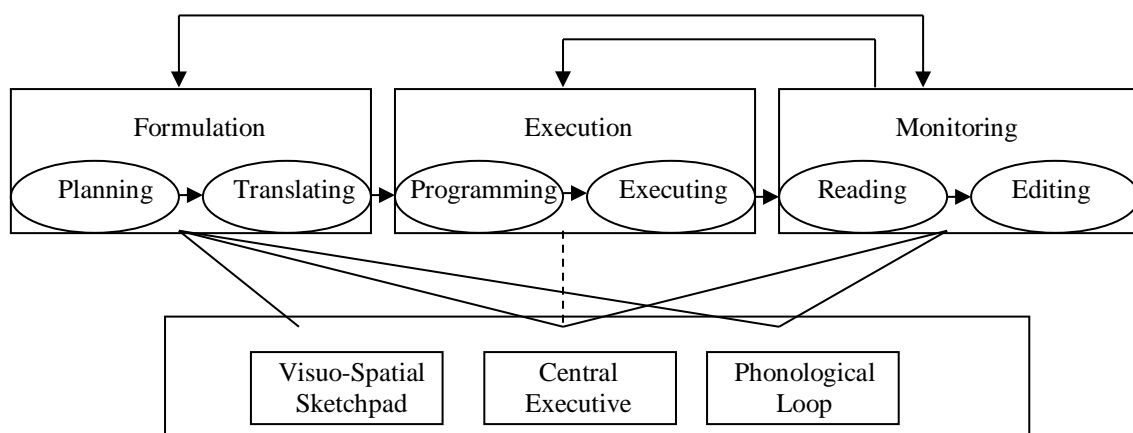 Formulation
Execution
Monitoring
Planning
Translating
Programming
Executing
Reading
Editing
Visuo-Spatial
Sketchpad
Central
Executive
Phonological
Loop